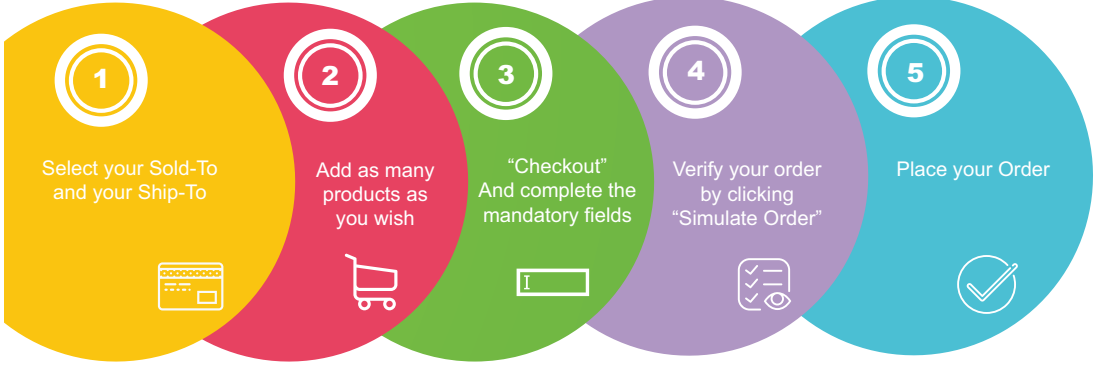 1
Select your Sold-To
and your Ship-To
2
Add as many
products as
you wish
3
“Checkout”
And complete the
mandatory fields
4
Verify your order
by clicking
“Simulate Order”
5
Place your Order